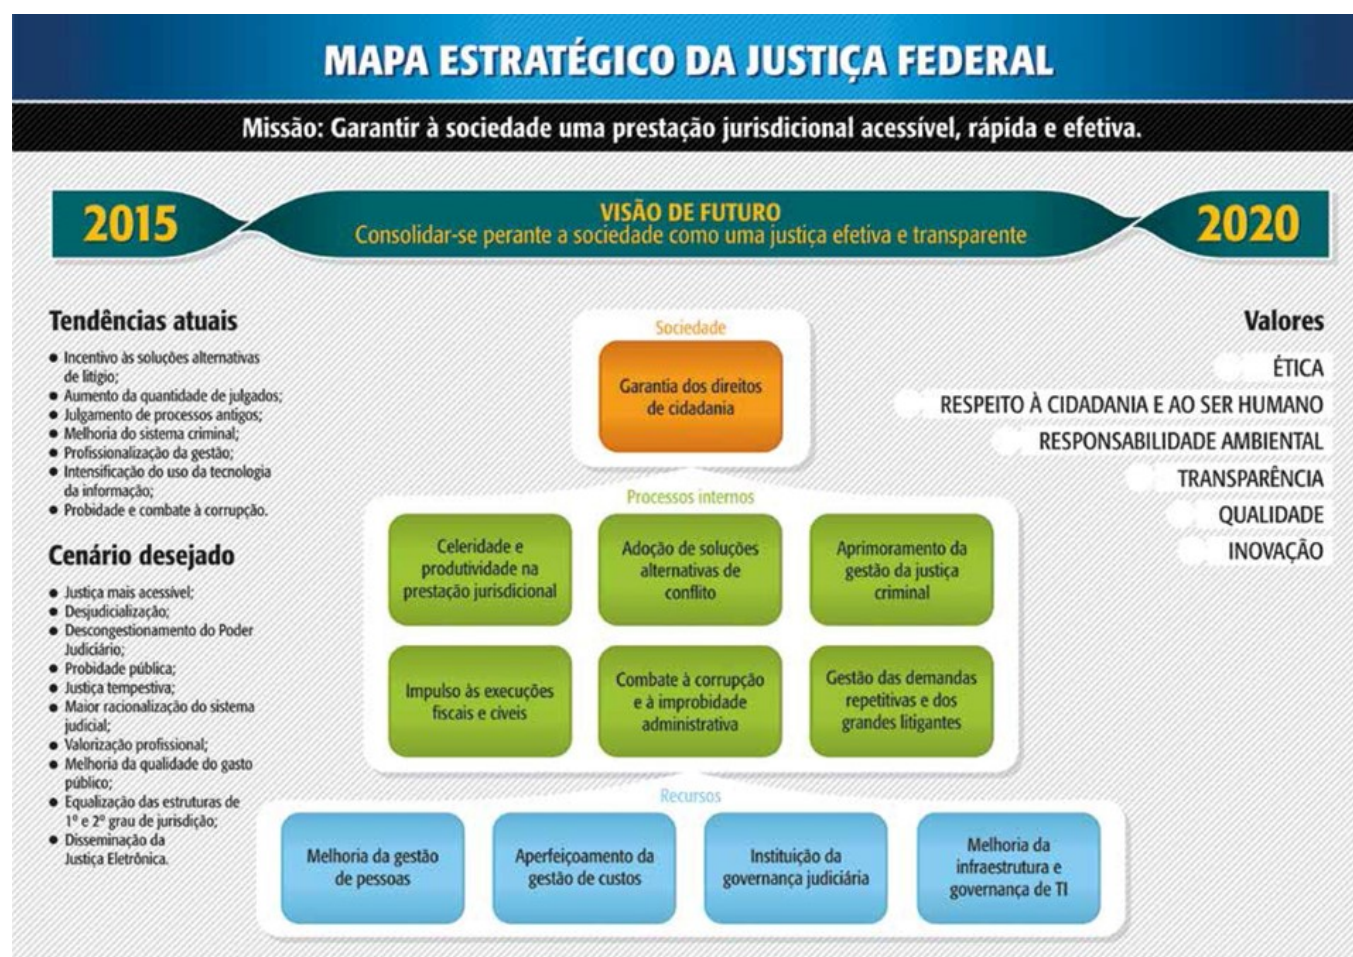 MAPA ESTRATÉGICO DA JUSTIÇA FEDERAL
Missão: Garantir à sociedade uma prestação jurisdicional acessível, rápida e efetiva.
2015
VISÃO DE FUTURO
Consolidar-se perante a sociedade como uma justiça efetiva e transparente
2020
Tendências atuais
• Incentivo às soluções alternativas
de litígio;
• Aumento da quantidade de julgados;
• Julgamento de processos antigos;
• Melhoria do sistema criminal;
• Profissionalização da gestão;
• Intensificação do uso da tecnologia
da informação;
• Probidade e combate à corrupção.
Cenário desejado
• Justiça mais acessível;
• Desjudicialização;
• Descongestionamento do Poder
Judiciário;
• Probidade pública;
• Justiça tempestiva;
• Maior racionalização do sistema
judicial;
• Valorização profissional;
• Melhoria da qualidade do gasto
público;
• Equalização das estruturas de
1º e 2º grau de jurisdição;
• Disseminação da
Justiça Eletrônica.
Sociedade
Garantia dos direitos
de cidadania
Processos internos
Celeridade e
produtividade na
prestação jurisdicional
Adoção de soluções
alternativas de
conflito
Aprimoramento da
gestão da justiça
criminal
Impulso às execuções
fiscais e cíveis
Combate à corrupção
e à improbidade
administrativa
Gestão das demandas
repetitivas e dos
grandes litigantes
Recursos
Melhoria da gestão
de pessoas
Aperfeiçoamento da
gestão de custos
Instituição da
governança judiciária
Melhoria da
infraestrutura e
governança de TI
Valores
ÉTICA
RESPEITO À CIDADANIA E AO SER HUMANO
RESPONSABILIDADE AMBIENTAL
TRANSPARÊNCIA
QUALIDADE
INOVAÇÃO